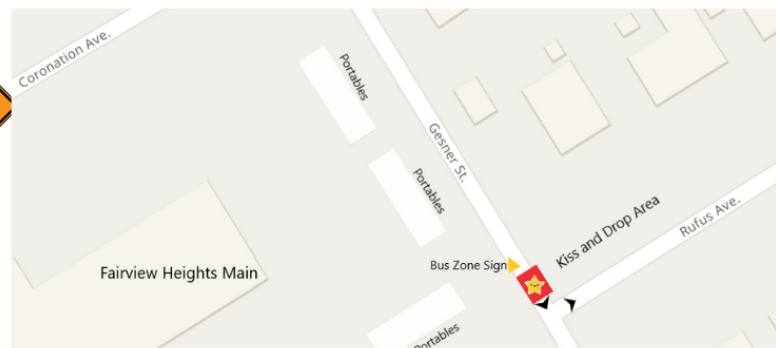 Coronation Ave.
Portables
Gesner St.
Portables
Rufus Ave.
Kiss and Drop Area
Bus Zone Sign
Fairview Heights Main
Portables